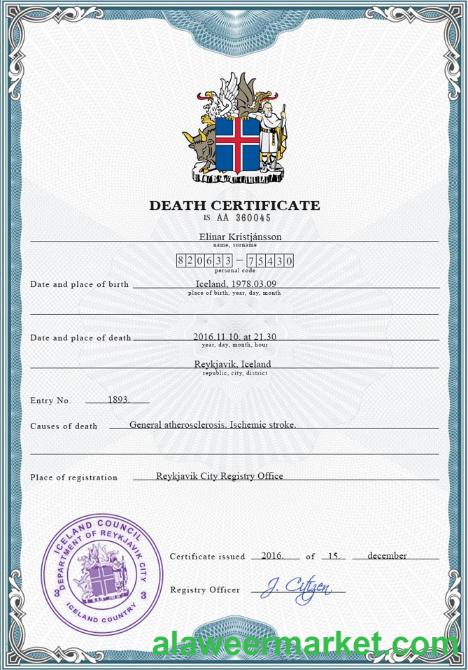 DEATH CERTIFICATE
IS AA 360045
Elinar Kristjánsson
name, surname
820633-75430
personal code
Date and place of birth Iceland, 1978.03.09
place of birth, year, day, month
Date and place of death 2016.11.10. at 21.30
year, day, month, hour
Reykjavik, Iceland
republic, city, district
Entry No. 1893.
Causes of death General atherosclerosis. Ischemic stroke.
Place of registration Reykjavik City Registry Office
ICELAND COUNCIL
DEPARTMENT OF REYKJAVIK CITY
3 3
ICELAND COUNTRY
Certificate issued 2016. of 15. december
Registry Officer J. Citizen
alaweermarket.com